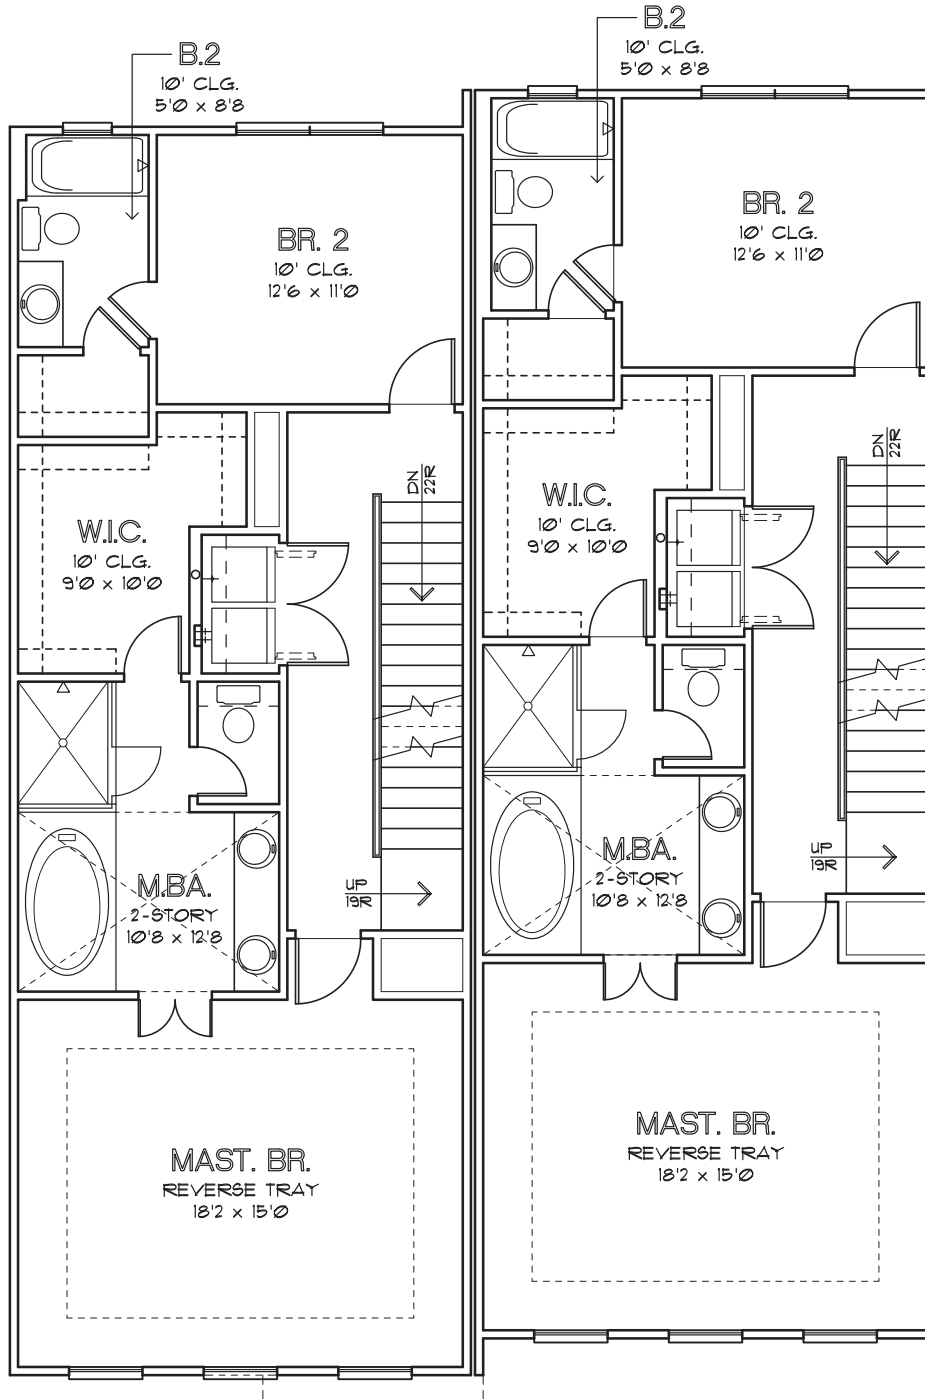 B.2
10' CLG.
5'0 x 8'8
B.2
10' CLG.
5'0 x 8'8
BR. 2
10' CLG.
12'6 x 11'0
BR. 2
10' CLG.
12'6 x 11'0
DN
22R
DN
22R
W.I.C.
10' CLG.
9'0 x 10'0
W.I.C.
10' CLG.
9'0 x 10'0
M.BA.
2-STORY
10'8 x 12'8
UP
19R
M.BA.
2-STORY
10'8 x 12'8
UP
19R
MAST. BR.
REVERSE TRAY
18'2 x 15'0
MAST. BR.
REVERSE TRAY
18'2 x 15'0